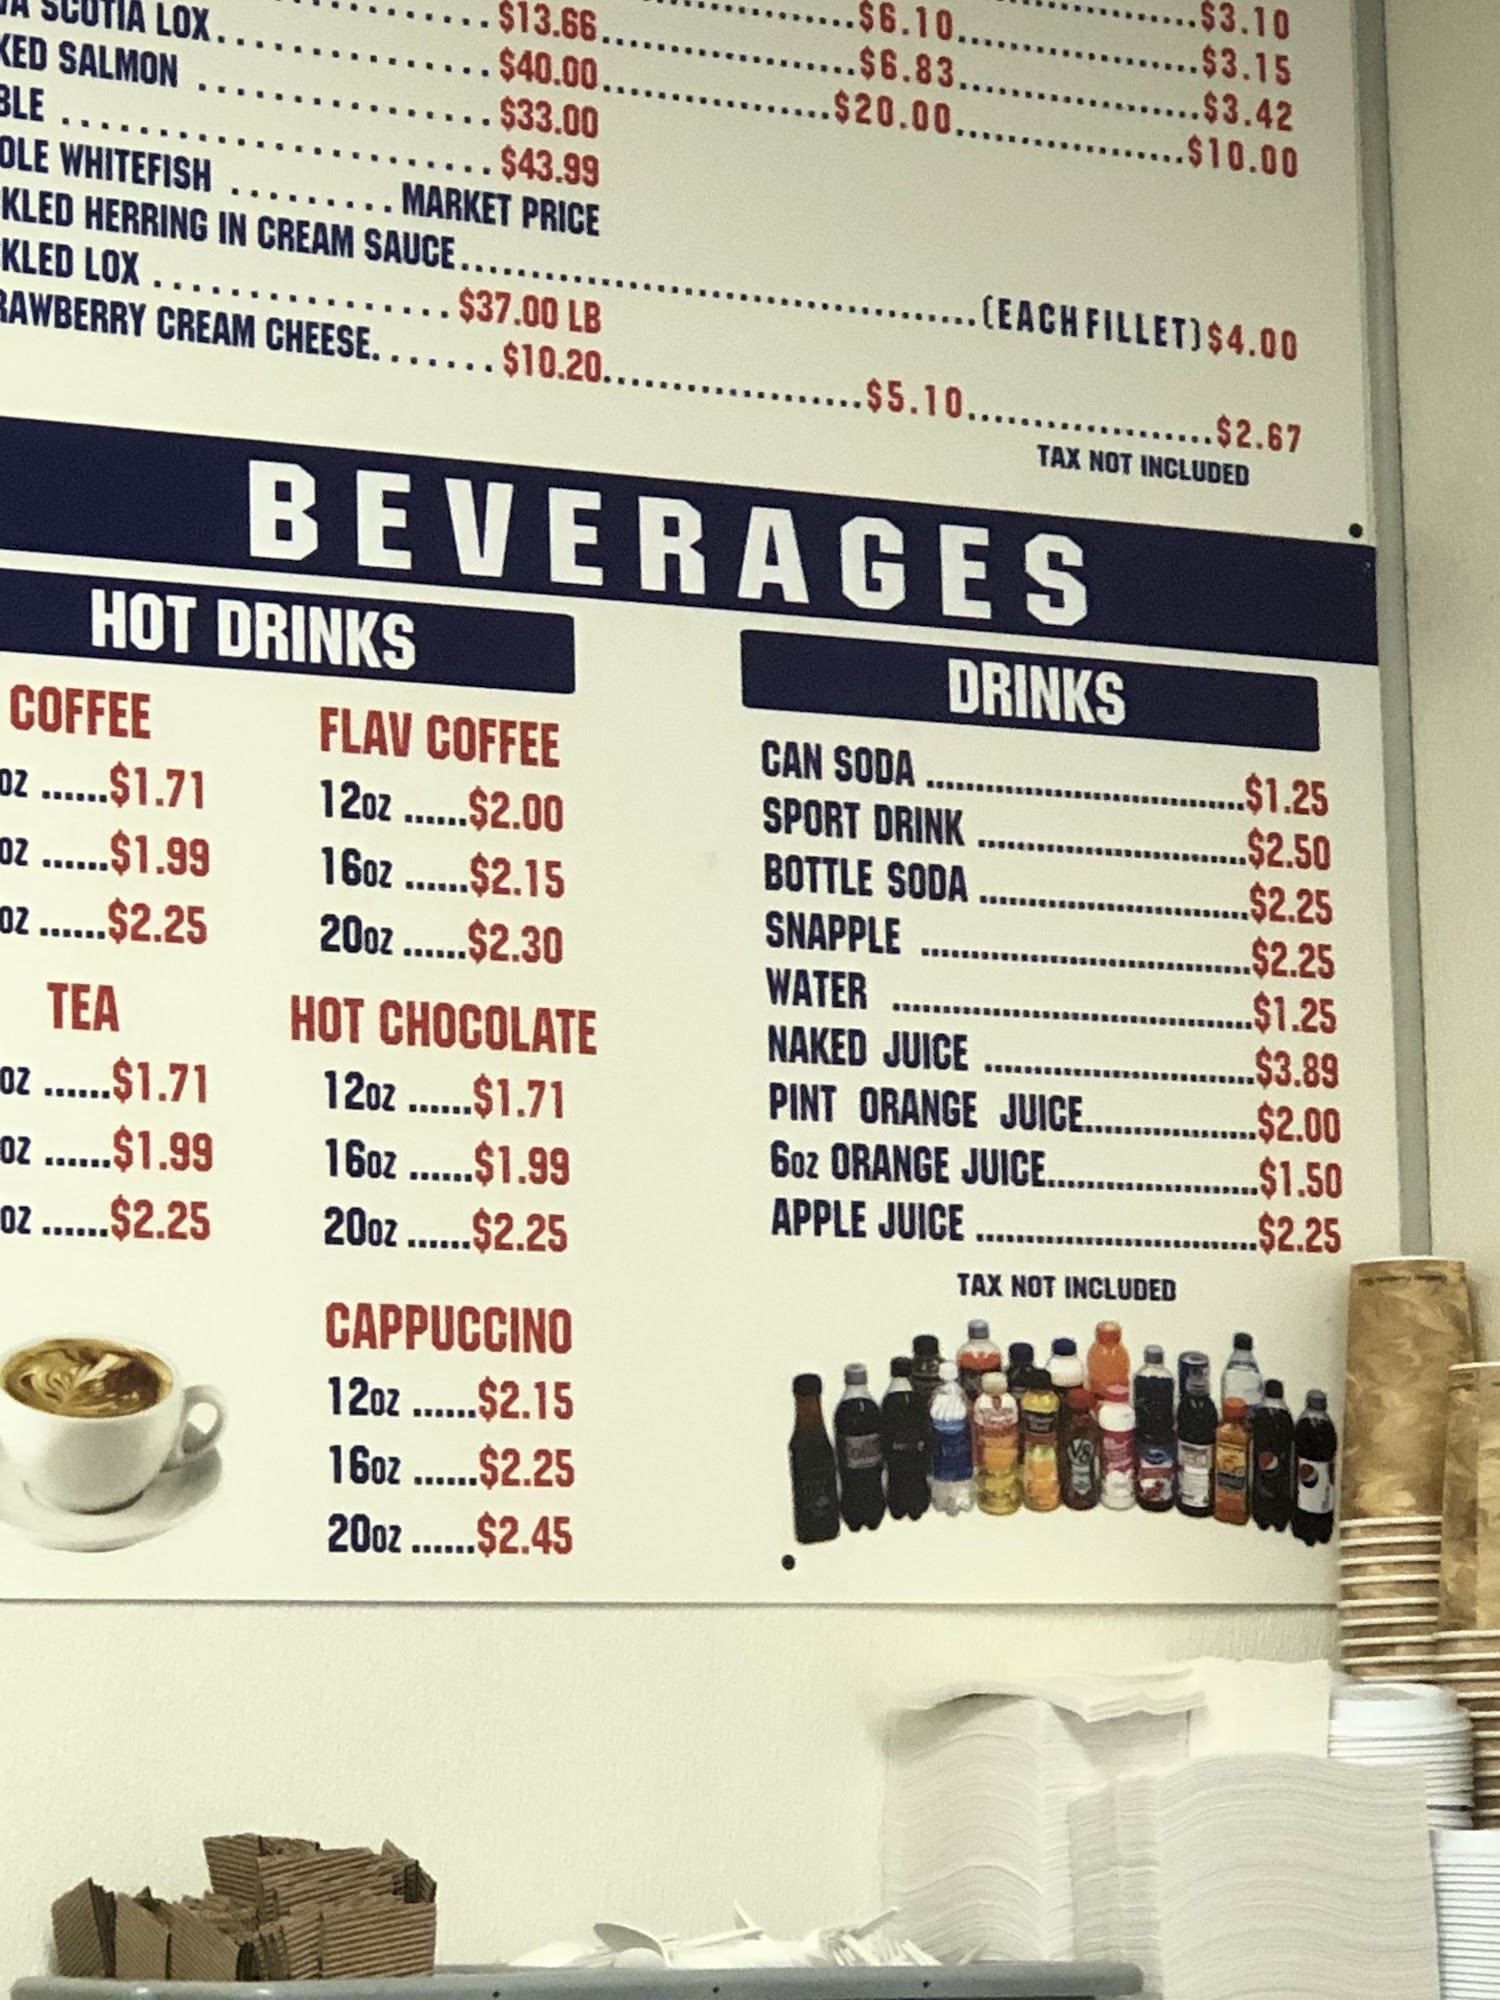 $13.66 $6.10 $3.10
SCOTIA LOX $40.00 $6.83 $3.15
SALMON $33.00 $20.00 $3.42
$43.99 $10.00
WHITEFISH MARKET PRICE
HERRING IN CREAM SAUCE (EACH FILLET) $4.00
LOX $37.00 LB
CREAM CHEESE $10.20 $5.10 $2.67
TAX NOT INCLUDED
BEVERAGES
HOT DRINKS
COFFEE
OZ ......$1.71
OZ ......$1.99
OZ ......$2.25
TEA
OZ ......$1.71
OZ ......$1.99
OZ ......$2.25
FLAV COFFEE
12OZ ......$2.00
16OZ ......$2.15
20OZ ......$2.30
HOT CHOCOLATE
12OZ ......$1.71
16OZ ......$1.99
20OZ ......$2.25
CAPPUCCINO
12OZ ......$2.15
16OZ ......$2.25
20OZ ......$2.45
DRINKS
CAN SODA $1.25
SPORT DRINK $2.50
BOTTLE SODA $2.25
SNAPPLE $2.25
WATER $1.25
NAKED JUICE $3.89
PINT ORANGE JUICE $2.00
6OZ ORANGE JUICE $1.50
APPLE JUICE $2.25
TAX NOT INCLUDED
V8